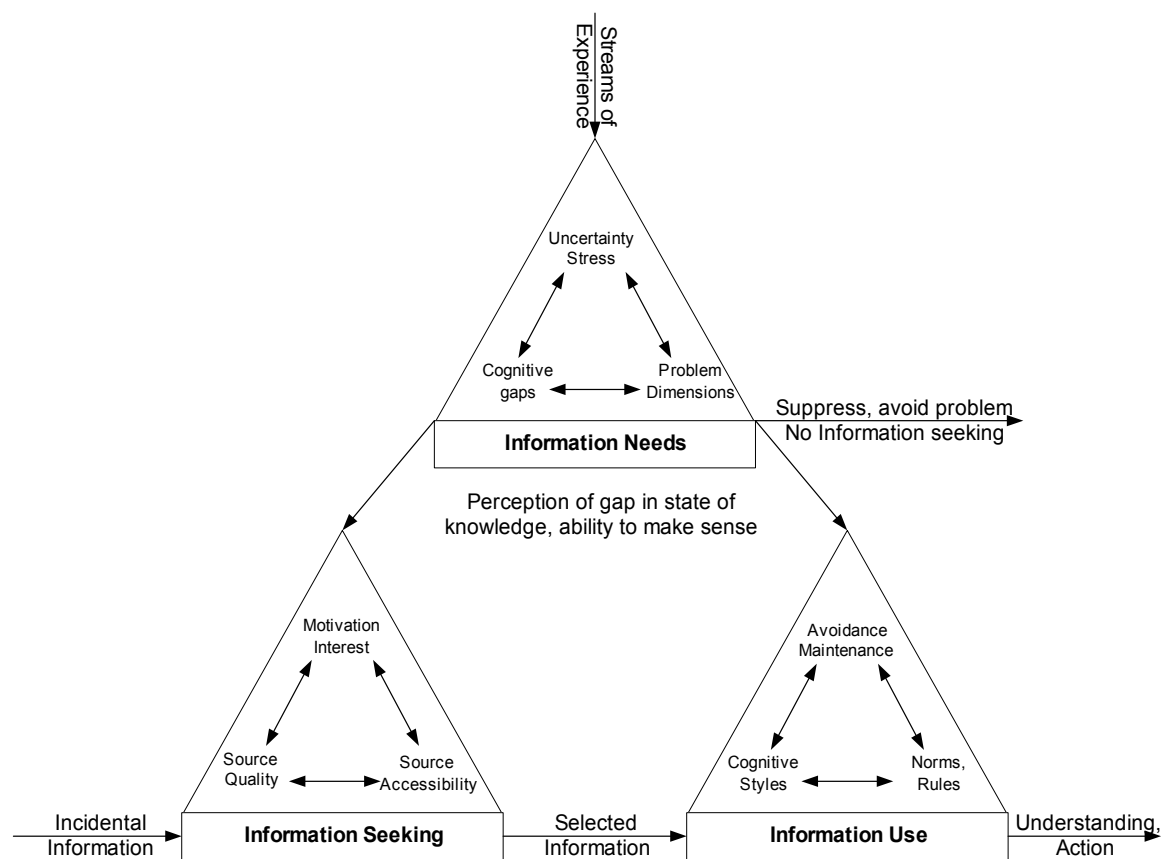 Streams of
Experience
Uncertainty
Stress
Cognitive
gaps
Problem
Dimensions
Suppress, avoid problem
No Information seeking
Information Needs
Perception of gap in state of
knowledge, ability to make sense
Motivation
Interest
Source
Quality
Source
Accessibility
Avoidance
Maintenance
Cognitive
Styles
Norms,
Rules
Incidental
Information
Information Seeking
Selected
Information
Information Use
Understanding,
Action